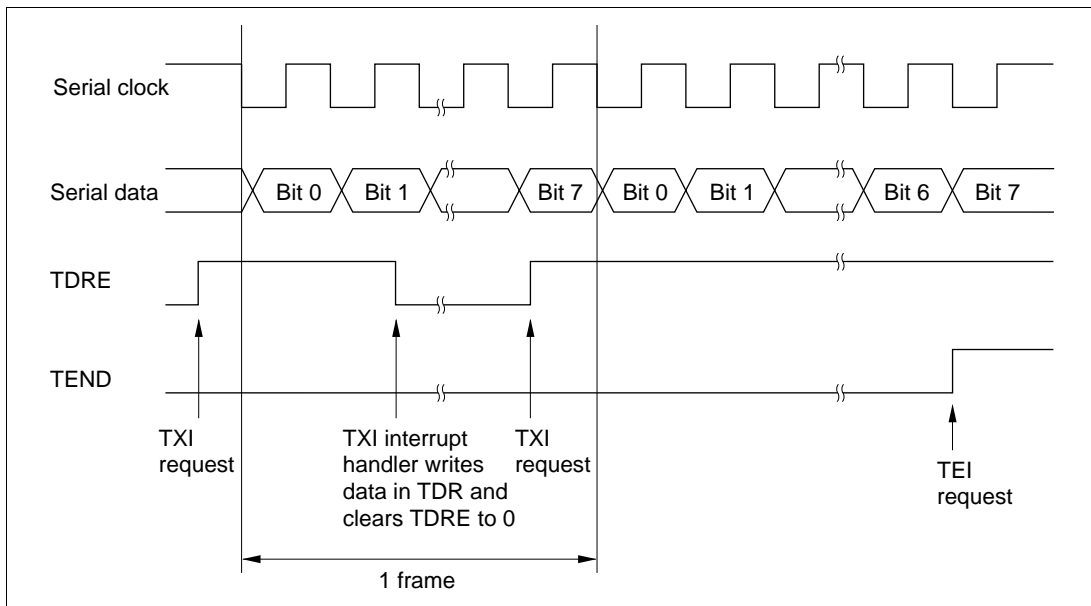 Serial clock
Serial data
Bit 0
Bit 1
Bit 7
Bit 0
Bit 1
Bit 6
Bit 7
TDRE
TEND
TXI
request
TXI interrupt
handler writes
data in TDR and
clears TDRE to 0
TXI
request
TEI
request
1 frame